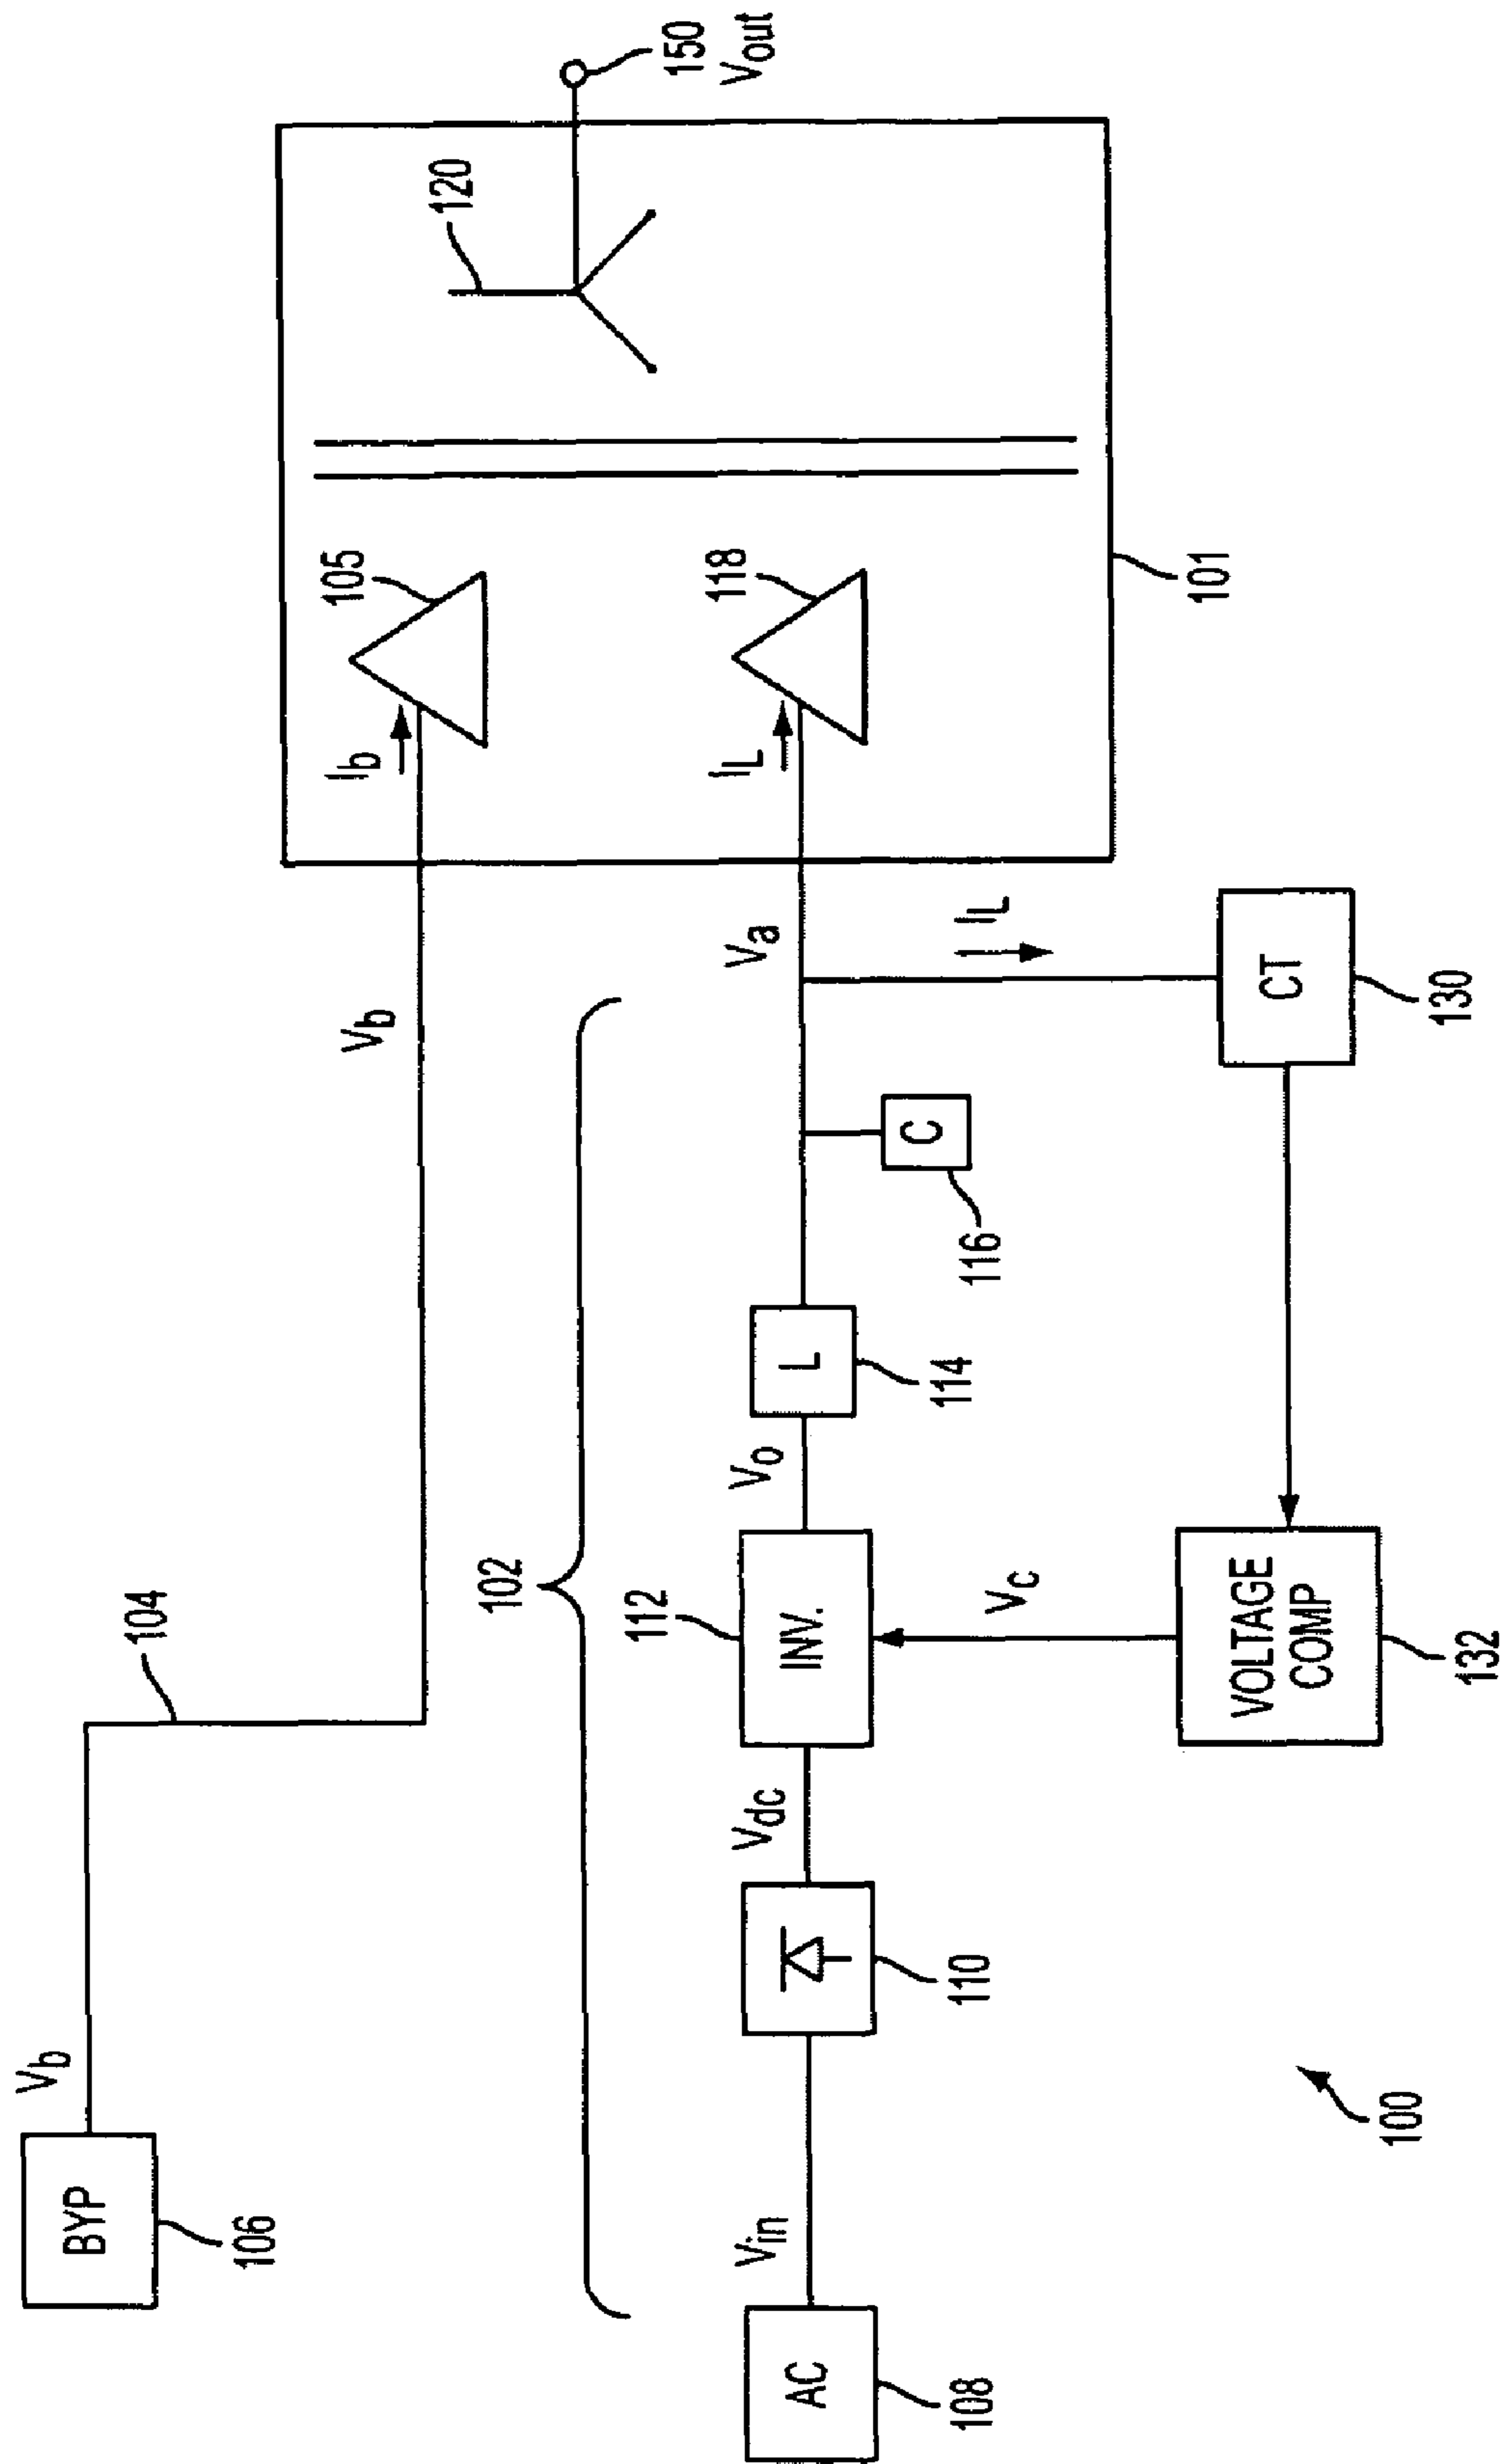 BYP
106
Vb
104
Vb
Ib
105
120
150
Vout
102
AC
108
Vin
110
Vdc
INV.
112
Vo
L
114
C
116
Va
IL
118
IL
101
CT
130
Vc
VOLTAGE
COMP
132
100